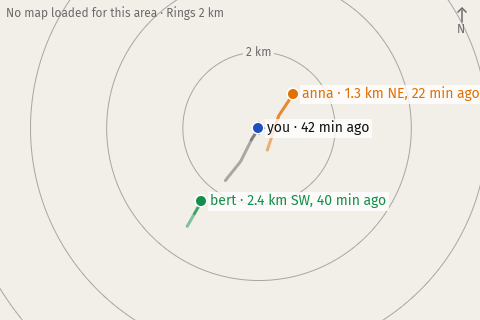 No map loaded for this area · Rings 2 km
N
2 km
anna · 1.3 km NE, 22 min ago
you · 42 min ago
bert · 2.4 km SW, 40 min ago